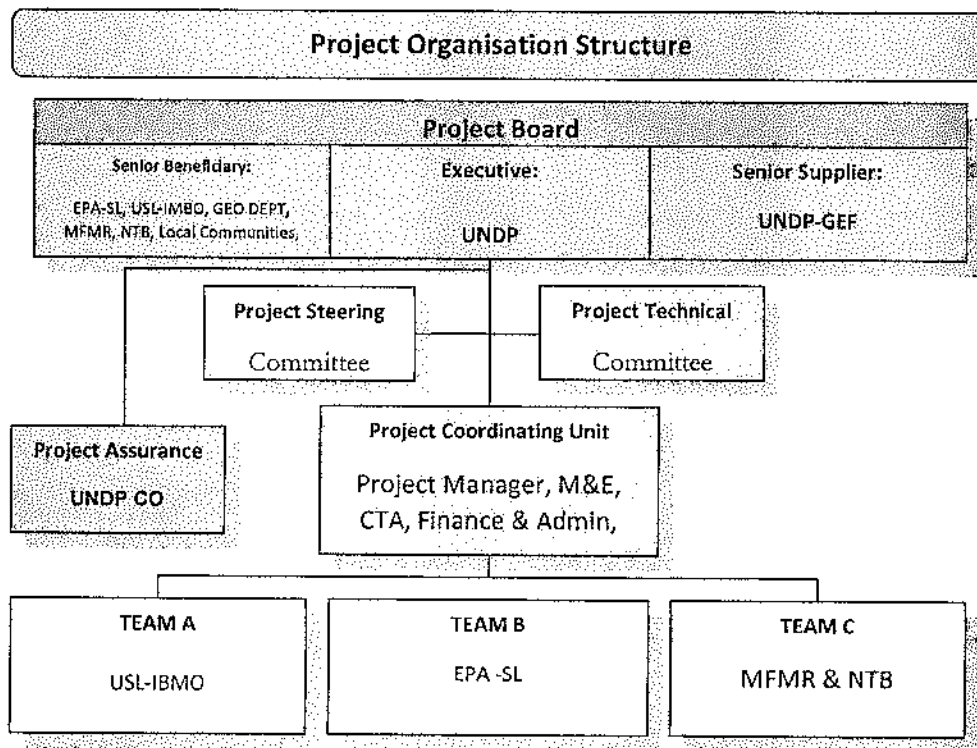 Project Organisation Structure
Project Board
Senior Beneficiary:
EPA-SL, USL-IMBO, GEO DEPT,
MFMR, NTB, Local Communities,
Executive:
UNDP
Senior Supplier:
UNDP-GEF
Project Steering
Committee
Project Technical
Committee
Project Assurance
UNDP CO
Project Coordinating Unit
Project Manager, M&E,
CTA, Finance & Admin,
TEAM A
USL-IBMO
TEAM B
EPA -SL
TEAM C
MFMR & NTB